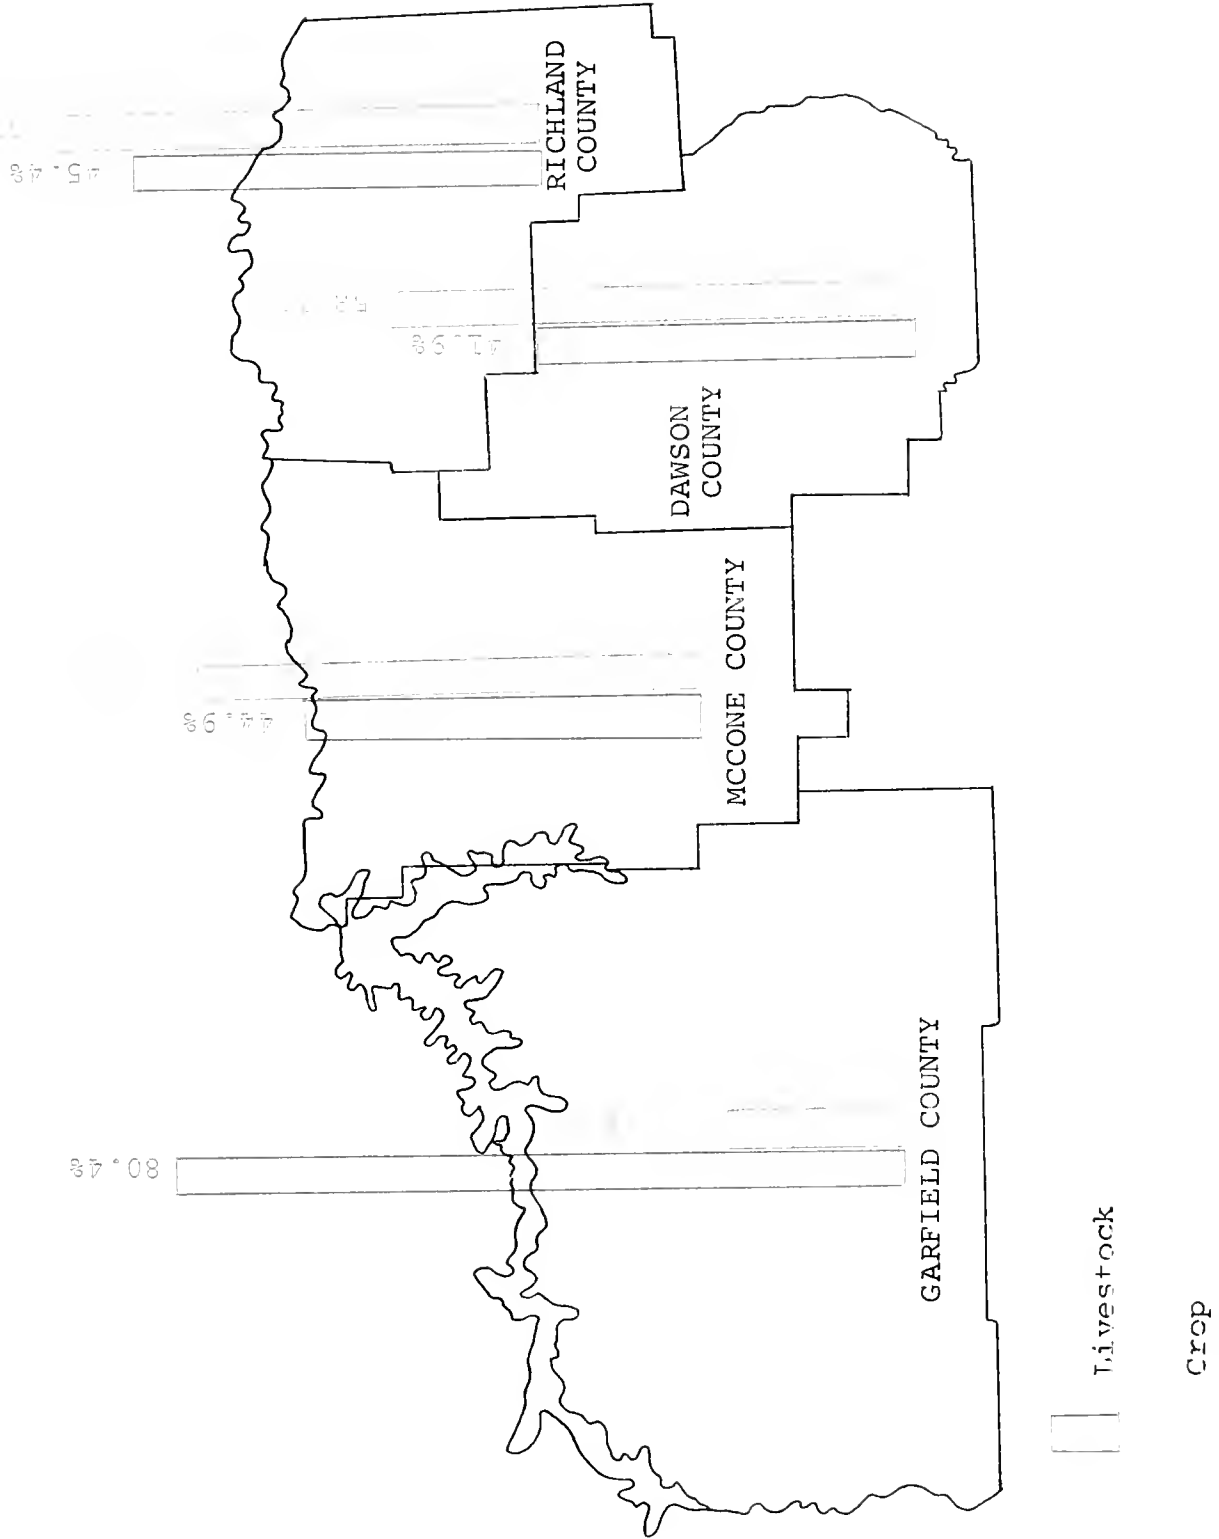 80.4%
GARFIELD COUNTY
44.9%
MCCONE COUNTY
41.9%
DAWSON
COUNTY
45.4%
RICHLAND
COUNTY
Livestock
Crop